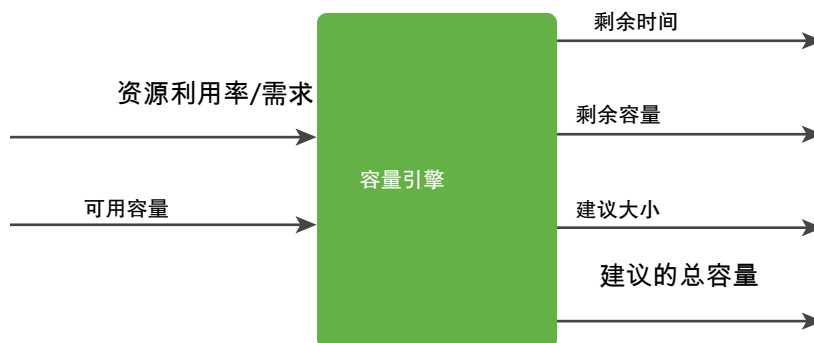 剩余时间
资源利用率/需求
剩余容量
容量引擎
可用容量
建议大小
建议的总容量